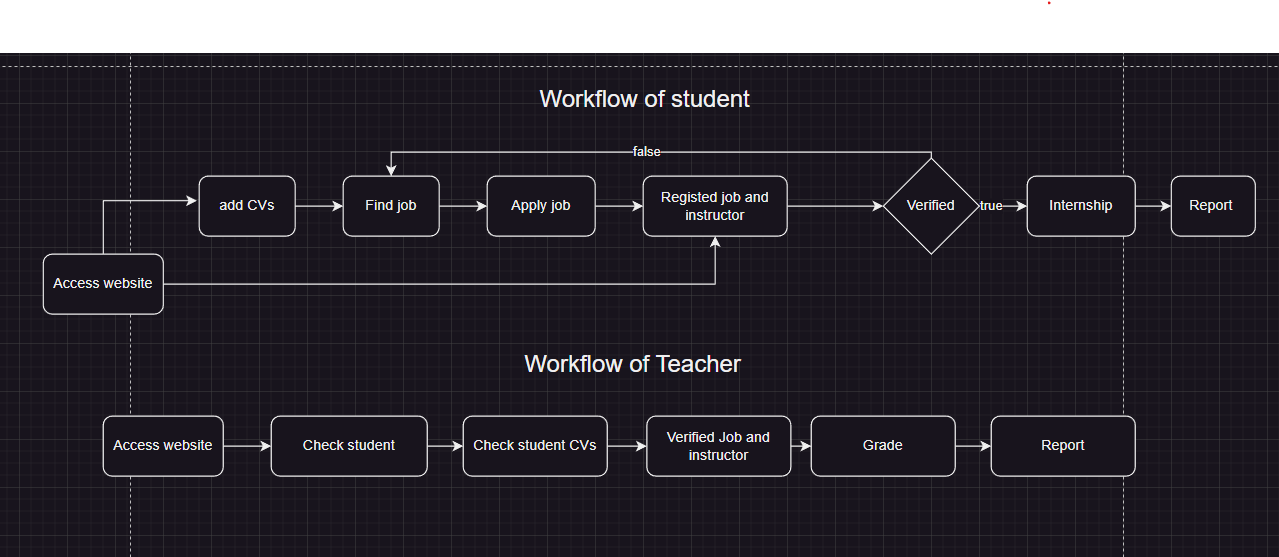 Workflow of student
false
add CVs
Find job
Apply job
Registed job and
instructor
Verified
true
Internship
Report
Access website
Workflow of Teacher
Access website
Check student
Check student CVs
Verified Job and
instructor
Grade
Report